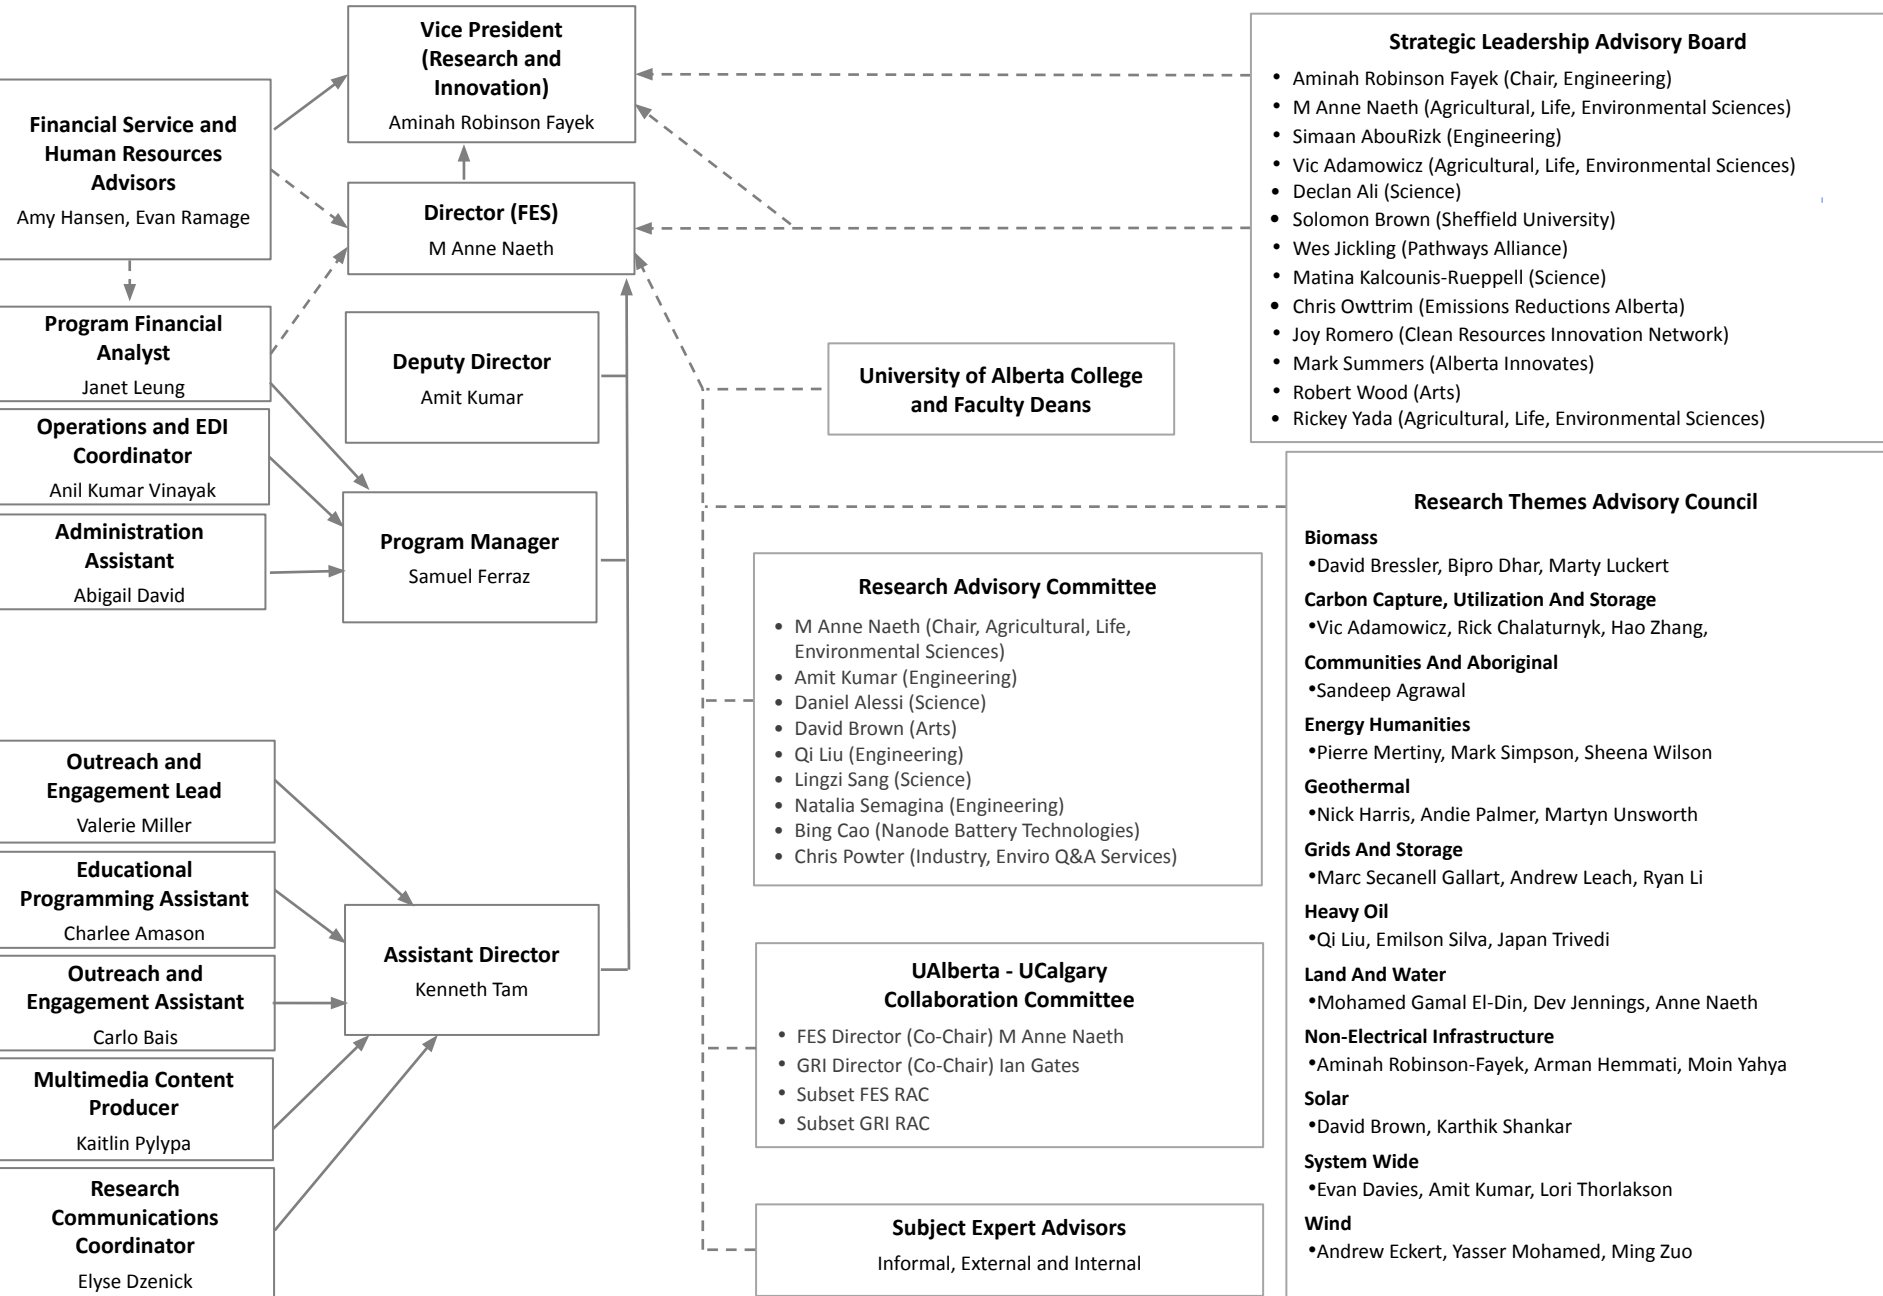 Vice President
(Research and
Innovation)
Aminah Robinson Fayek
Financial Service and
Human Resources
Advisors
Amy Hansen, Evan Ramage
Director (FES)
M Anne Naeth
Program Financial
Analyst
Janet Leung
Deputy Director
Amit Kumar
Operations and EDI
Coordinator
Anil Kumar Vinayak
Administration
Assistant
Abigail David
Program Manager
Samuel Ferraz
Outreach and
Engagement Lead
Valerie Miller
Educational
Programming Assistant
Charlee Amason
Outreach and
Engagement Assistant
Carlo Bais
Multimedia Content
Producer
Kaitlin Pylypa
Research
Communications
Coordinator
Elyse Dzenick
Assistant Director
Kenneth Tam
University of Alberta College
and Faculty Deans
Research Advisory Committee
• M Anne Naeth (Chair, Agricultural, Life,
Environmental Sciences)
• Amit Kumar (Engineering)
• Daniel Alessi (Science)
• David Brown (Arts)
• Qi Liu (Engineering)
• Lingzi Sang (Science)
• Natalia Semagina (Engineering)
• Bing Cao (Nanode Battery Technologies)
• Chris Powter (Industry, Enviro Q&A Services)
UAlberta - UCalgary
Collaboration Committee
• FES Director (Co-Chair) M Anne Naeth
• GRI Director (Co-Chair) Ian Gates
• Subset FES RAC
• Subset GRI RAC
Subject Expert Advisors
Informal, External and Internal
Strategic Leadership Advisory Board
• Aminah Robinson Fayek (Chair, Engineering)
• M Anne Naeth (Agricultural, Life, Environmental Sciences)
• Simaan AbouRizk (Engineering)
• Vic Adamowicz (Agricultural, Life, Environmental Sciences)
• Declan Ali (Science)
• Solomon Brown (Sheffield University)
• Wes Jickling (Pathways Alliance)
• Matina Kalcounis-Rueppell (Science)
• Chris Owttrim (Emissions Reductions Alberta)
• Joy Romero (Clean Resources Innovation Network)
• Mark Summers (Alberta Innovates)
• Robert Wood (Arts)
• Rickey Yada (Agricultural, Life, Environmental Sciences)
Research Themes Advisory Council
Biomass
•David Bressler, Bipro Dhar, Marty Luckert
Carbon Capture, Utilization And Storage
•Vic Adamowicz, Rick Chalaturnyk, Hao Zhang,
Communities And Aboriginal
•Sandeep Agrawal
Energy Humanities
•Pierre Mertiny, Mark Simpson, Sheena Wilson
Geothermal
•Nick Harris, Andie Palmer, Martyn Unsworth
Grids And Storage
•Marc Secanell Gallart, Andrew Leach, Ryan Li
Heavy Oil
•Qi Liu, Emilson Silva, Japan Trivedi
Land And Water
•Mohamed Gamal El-Din, Dev Jennings, Anne Naeth
Non-Electrical Infrastructure
•Aminah Robinson-Fayek, Arman Hemmati, Moin Yahya
Solar
•David Brown, Karthik Shankar
System Wide
•Evan Davies, Amit Kumar, Lori Thorlakson
Wind
•Andrew Eckert, Yasser Mohamed, Ming Zuo